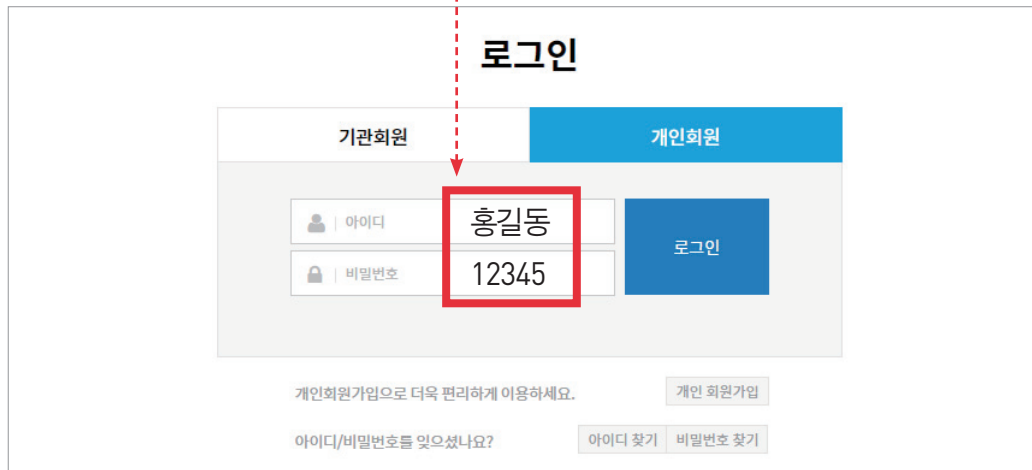 로그인
기관회원 개인회원
아이디 홍길동
로그인
비밀번호 12345
개인회원가입으로 더욱 편리하게 이용하세요. 개인 회원가입
아이디/비밀번호를 잊으셨나요? 아이디 찾기 비밀번호 찾기